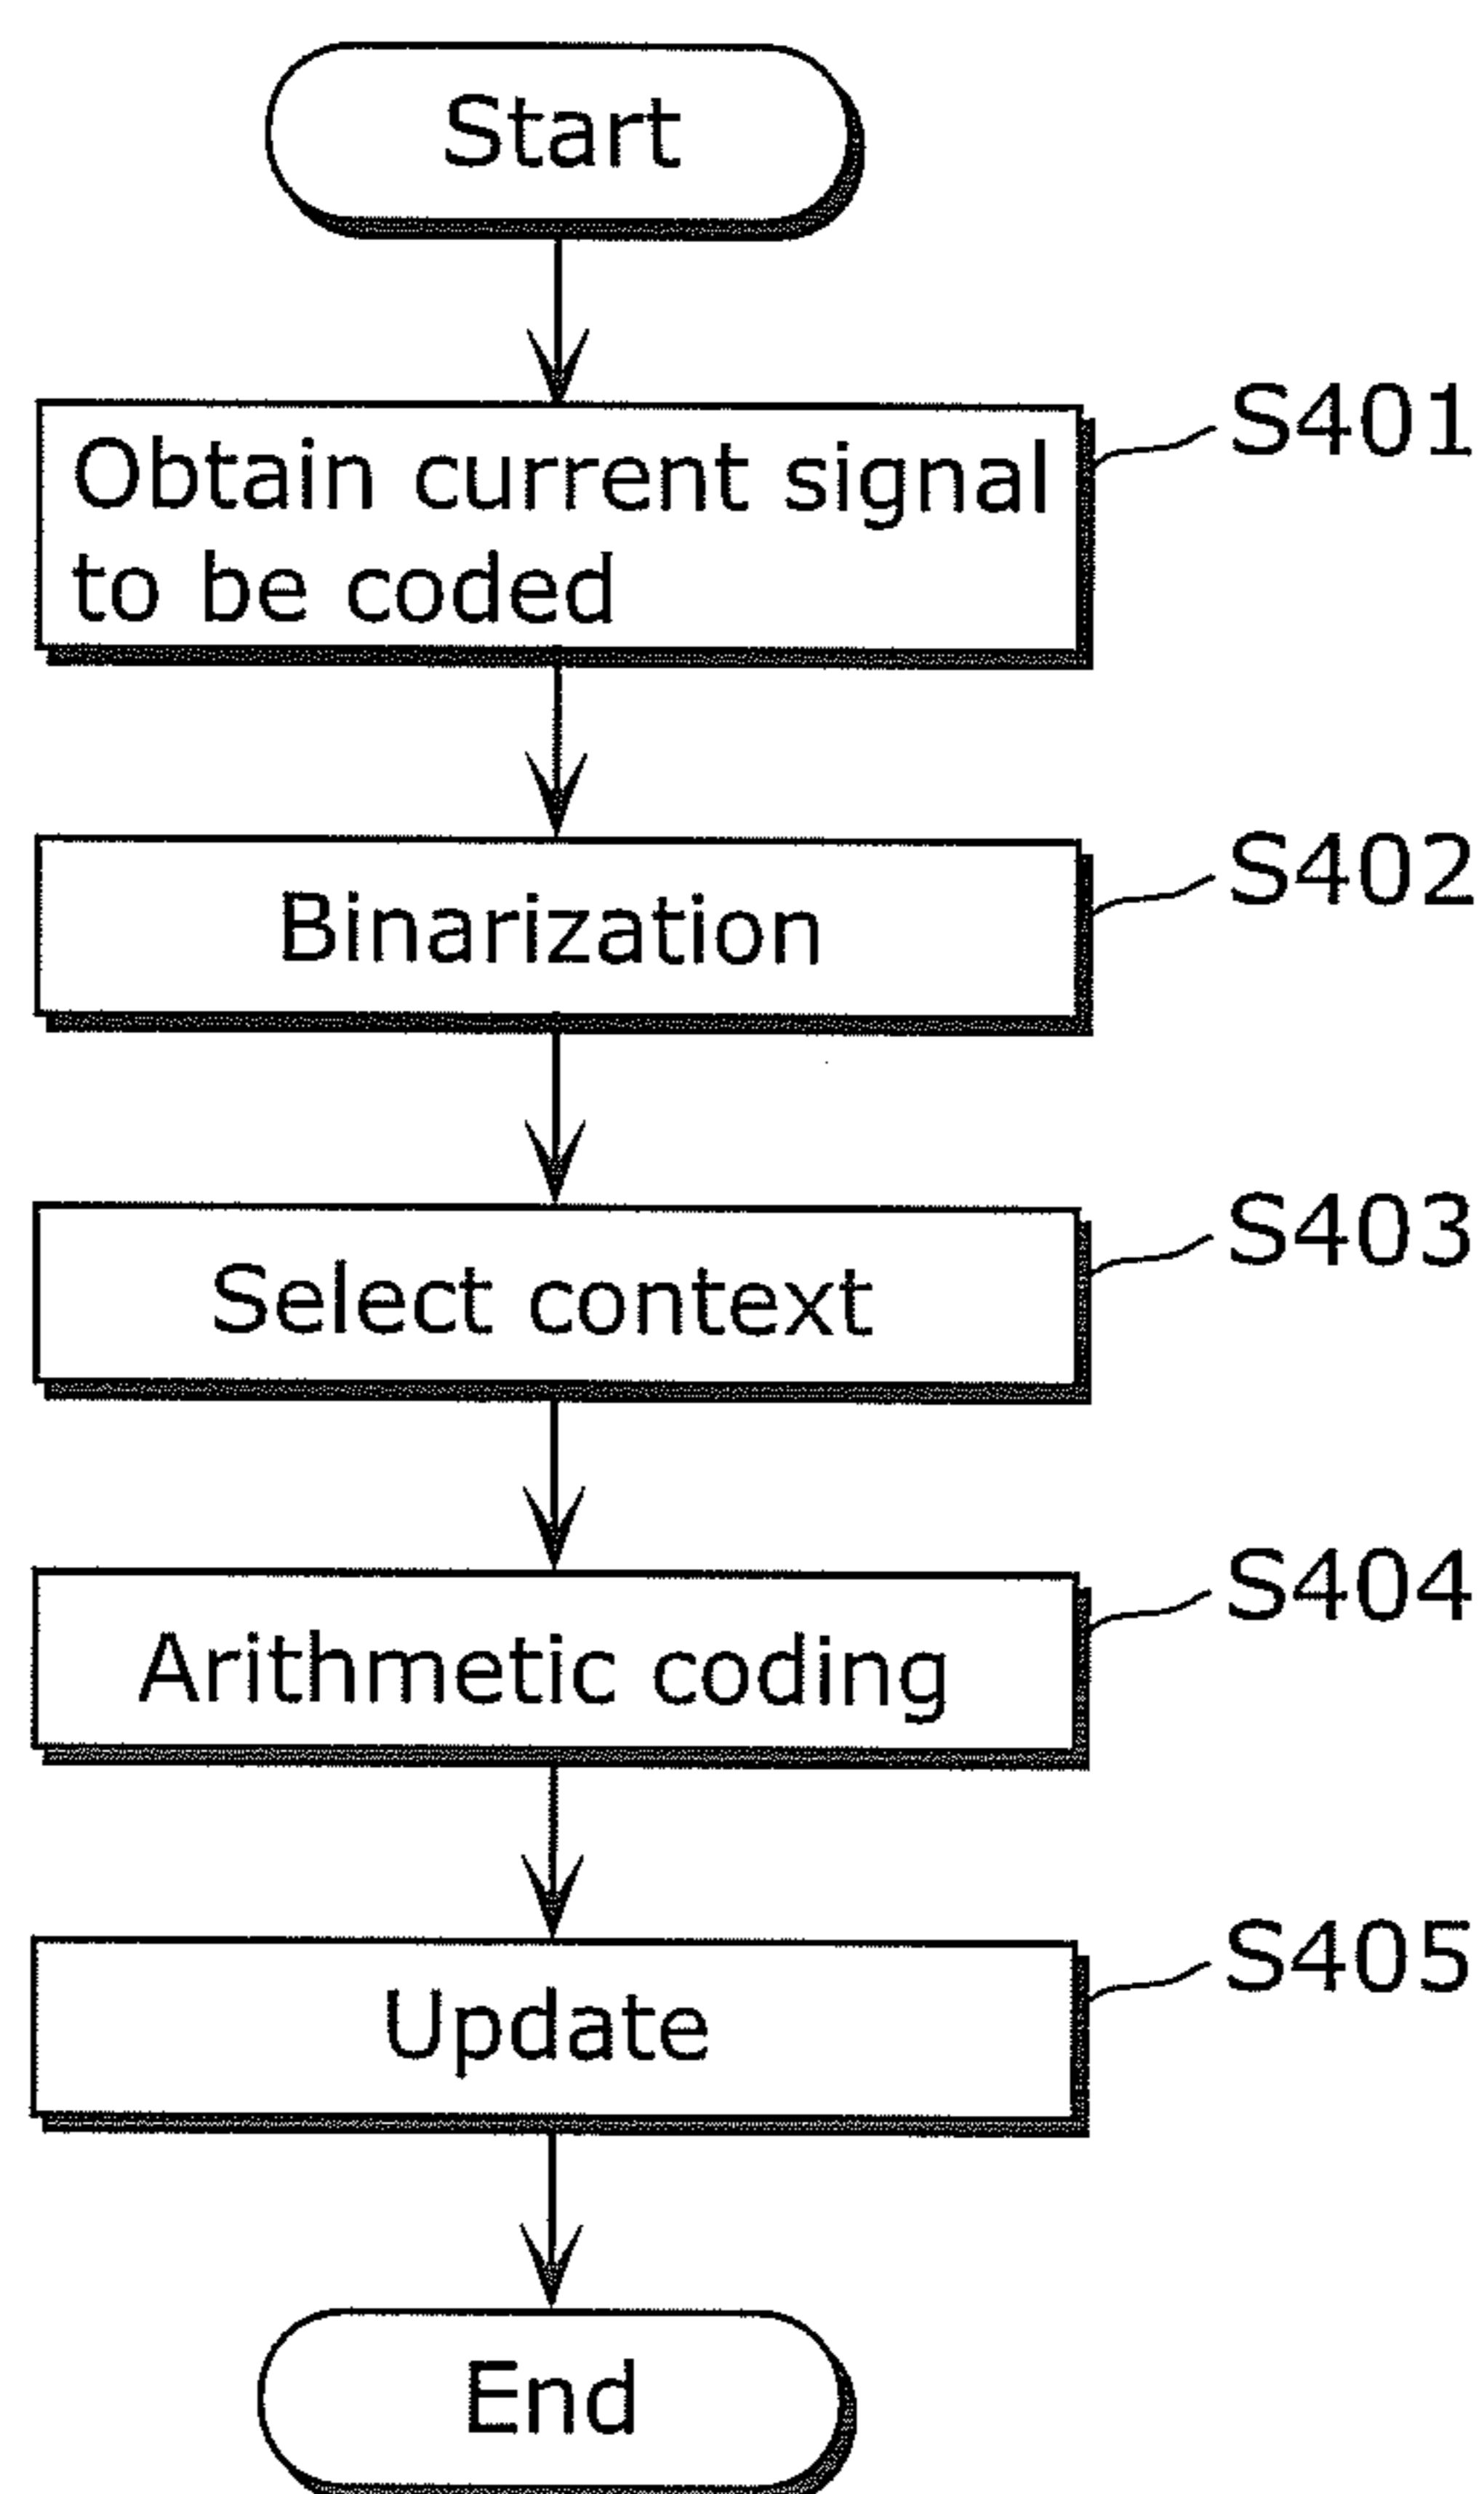 Start
Obtain current signal
to be coded
S401
Binarization
S402
Select context
S403
Arithmetic coding
S404
Update
S405
End